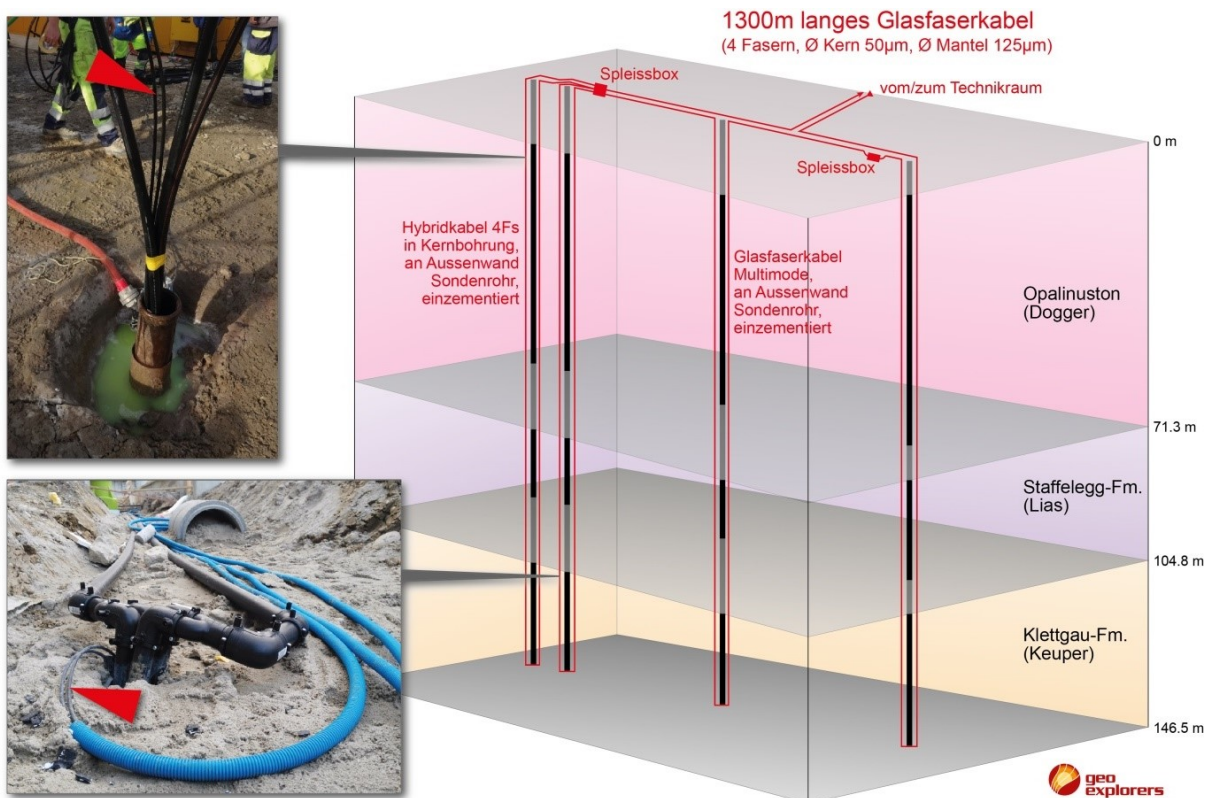 1300m langes Glasfaserkabel
(4 Fasern, Ø Kern 50µm, Ø Mantel 125µm)
Spleissbox
vom/zum Technikraum
0 m
Spleissbox
Hybridkabel 4Fs
in Kernbohrung,
an Aussenwand
Sondenrohr,
einzementiert
Glasfaserkabel
Multimode,
an Aussenwand
Sondenrohr,
einzementiert
Opalinuston
(Dogger)
71.3 m
Staffelegg-Fm.
(Lias)
104.8 m
Klettgau-Fm.
(Keuper)
146.5 m
geo
explorers